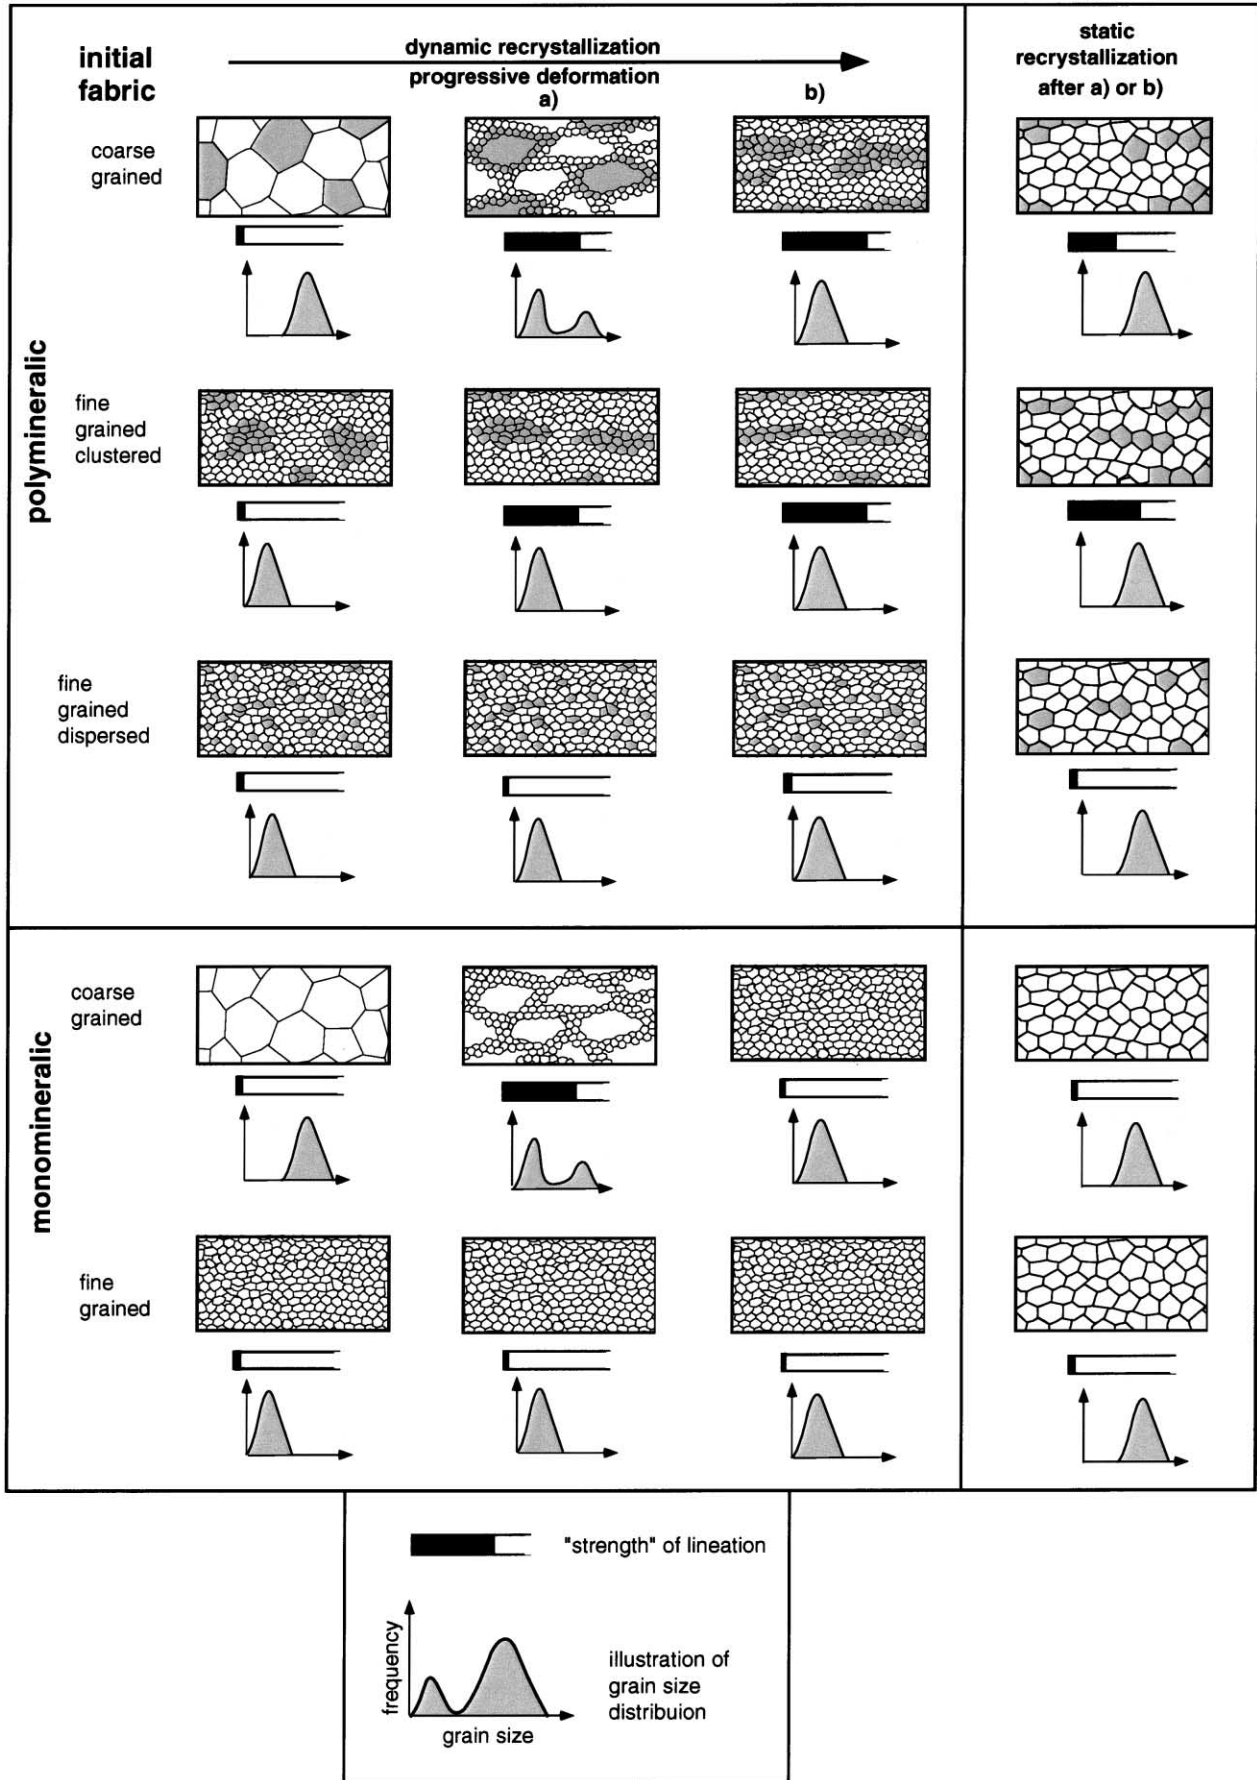 initial
fabric
dynamic recrystallization
progressive deformation
a)
b)
static
recrystallization
after a) or b)
polymineralic
coarse
grained
fine
grained
clustered
fine
grained
dispersed
monomineralic
coarse
grained
fine
grained
"strength" of lineation
frequency
grain size
illustration of
grain size
distribuion